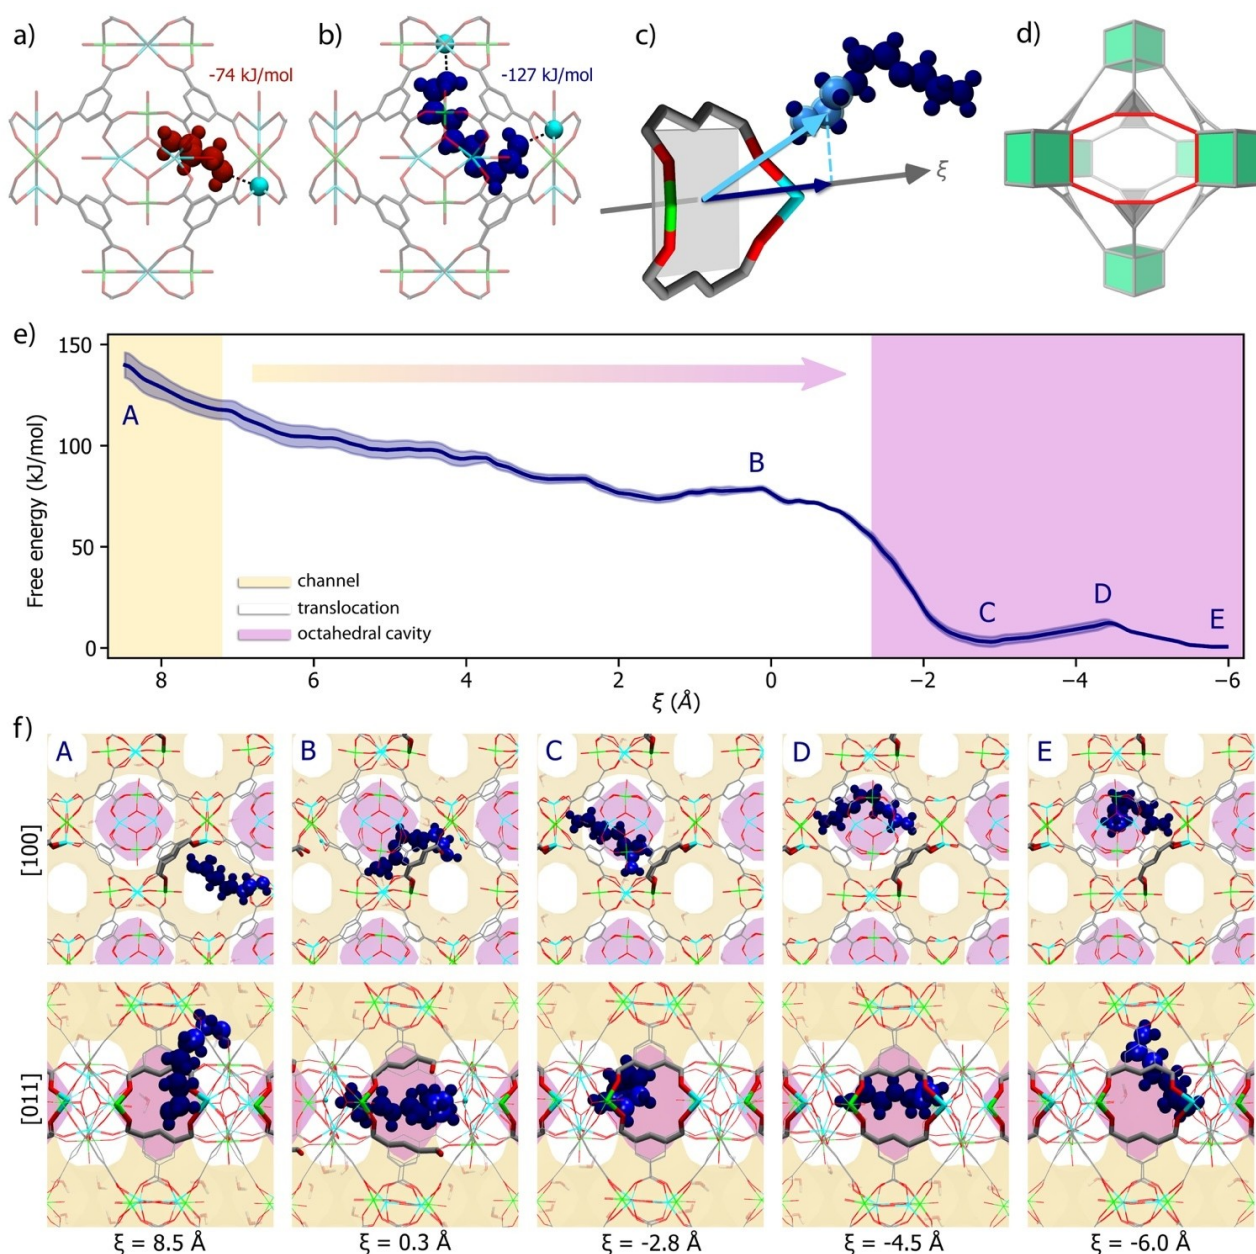 a)
b)
c)
d)
-74 kJ/mol
-127 kJ/mol
ξ
e)
150
100
50
0
Free energy (kJ/mol)
A
B
C
D
E
channel
translocation
octahedral cavity
8
6
4
2
0
−2
−4
−6
ξ (Å)
f)
A
B
C
D
E
[100]
[011]
ξ = 8.5 Å
ξ = 0.3 Å
ξ = -2.8 Å
ξ = -4.5 Å
ξ = -6.0 Å